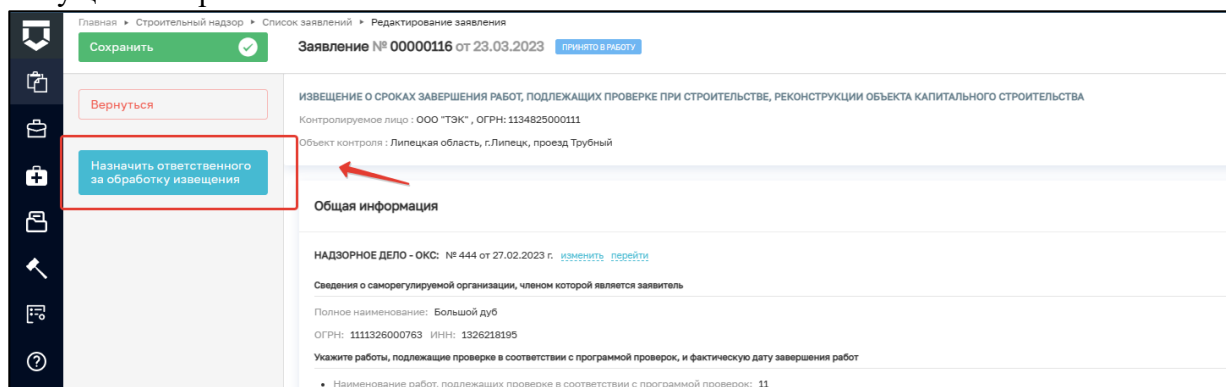 Главная ▸ Строительный надзор ▸ Список заявлений ▸ Редактирование заявления
Сохранить
Заявление № 00000116 от 23.03.2023 ПРИНЯТО В РАБОТУ
Вернуться
Назначить ответственного
за обработку извещения
ИЗВЕЩЕНИЕ О СРОКАХ ЗАВЕРШЕНИЯ РАБОТ, ПОДЛЕЖАЩИХ ПРОВЕРКЕ ПРИ СТРОИТЕЛЬСТВЕ, РЕКОНСТРУКЦИИ ОБЪЕКТА КАПИТАЛЬНОГО СТРОИТЕЛЬСТВА
Контролируемое лицо : ООО "ТЭК" , ОГРН: 1134825000111
Объект контроля : Липецкая область, г.Липецк, проезд Трубный
Общая информация
НАДЗОРНОЕ ДЕЛО - ОКС: № 444 от 27.02.2023 г. изменить перейти
Сведения о саморегулируемой организации, членом которой является заявитель
Полное наименование: Большой дуб
ОГРН: 1111326000763 ИНН: 1326218195
Укажите работы, подлежащие проверке в соответствии с программой проверок, и фактическую дату завершения работ
• Наименование работ, подлежащих проверке в соответствии с программой проверок: 11